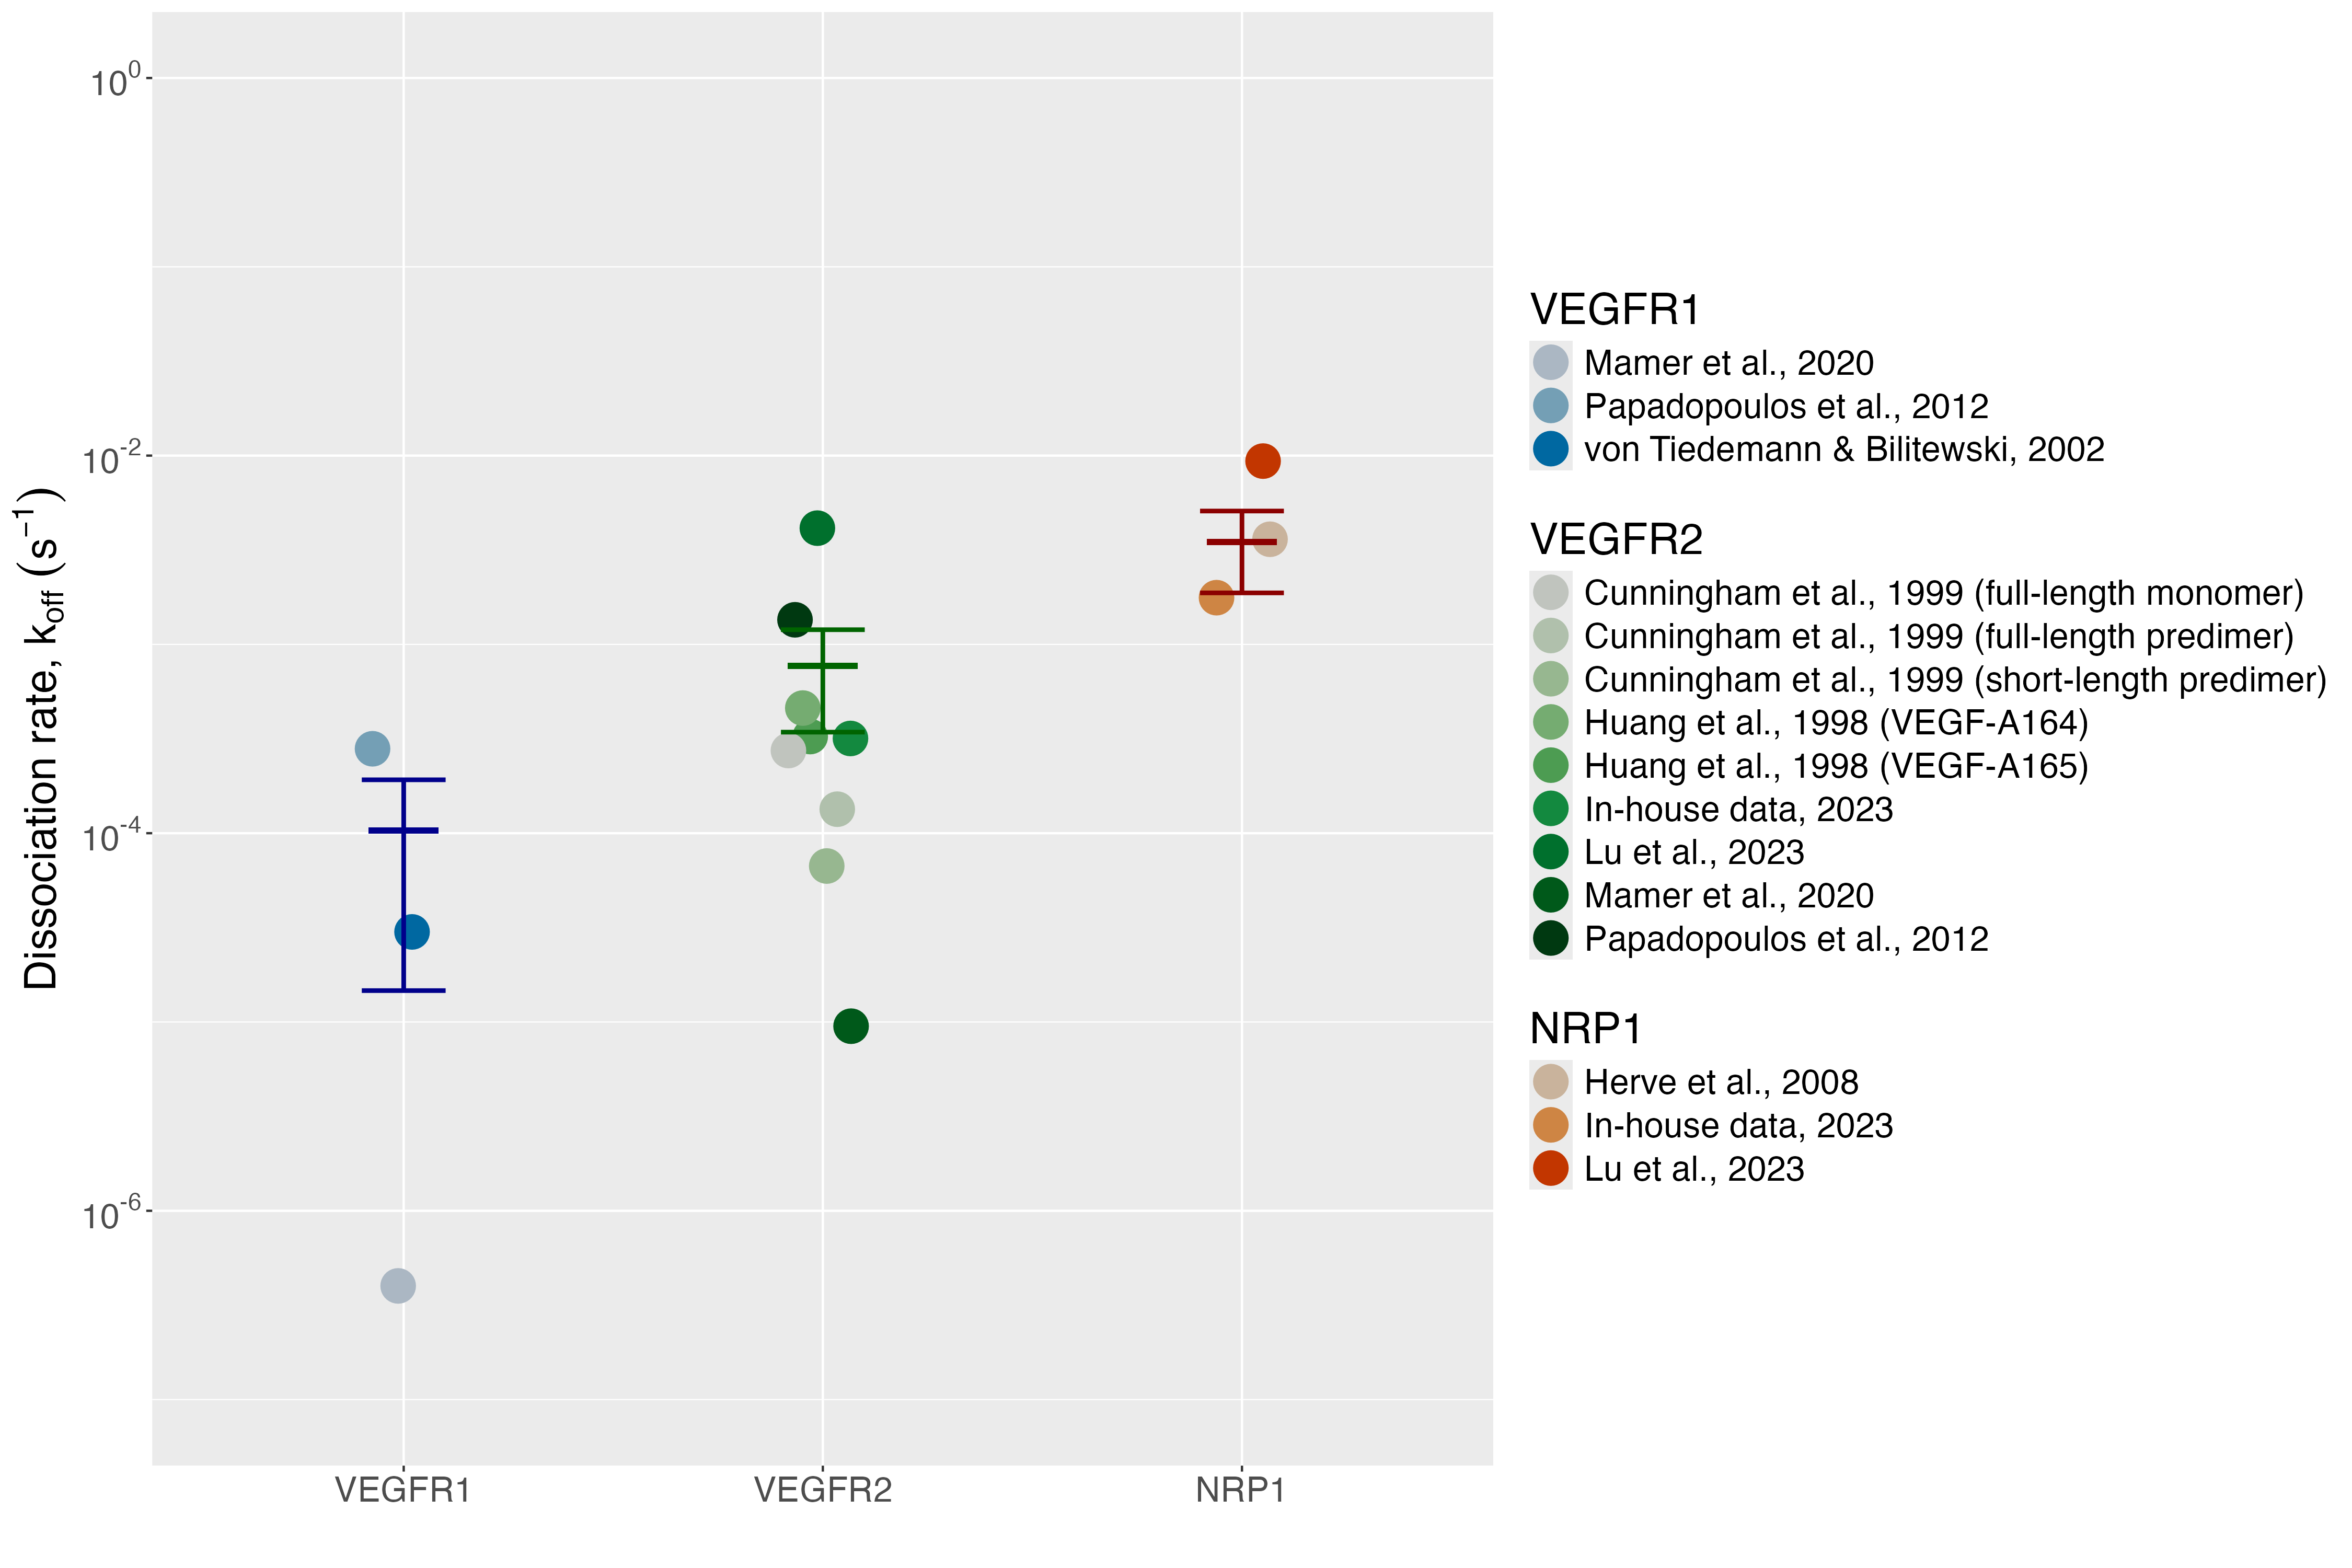 10⁰
10⁻²
10⁻⁴
10⁻⁶
Dissociation rate, k_off (s⁻¹)
VEGFR1
VEGFR2
NRP1
VEGFR1
Mamer et al., 2020
Papadopoulos et al., 2012
von Tiedemann & Bilitewski, 2002
VEGFR2
Cunningham et al., 1999 (full-length monomer)
Cunningham et al., 1999 (full-length predimer)
Cunningham et al., 1999 (short-length predimer)
Huang et al., 1998 (VEGF-A164)
Huang et al., 1998 (VEGF-A165)
In-house data, 2023
Lu et al., 2023
Mamer et al., 2020
Papadopoulos et al., 2012
NRP1
Herve et al., 2008
In-house data, 2023
Lu et al., 2023